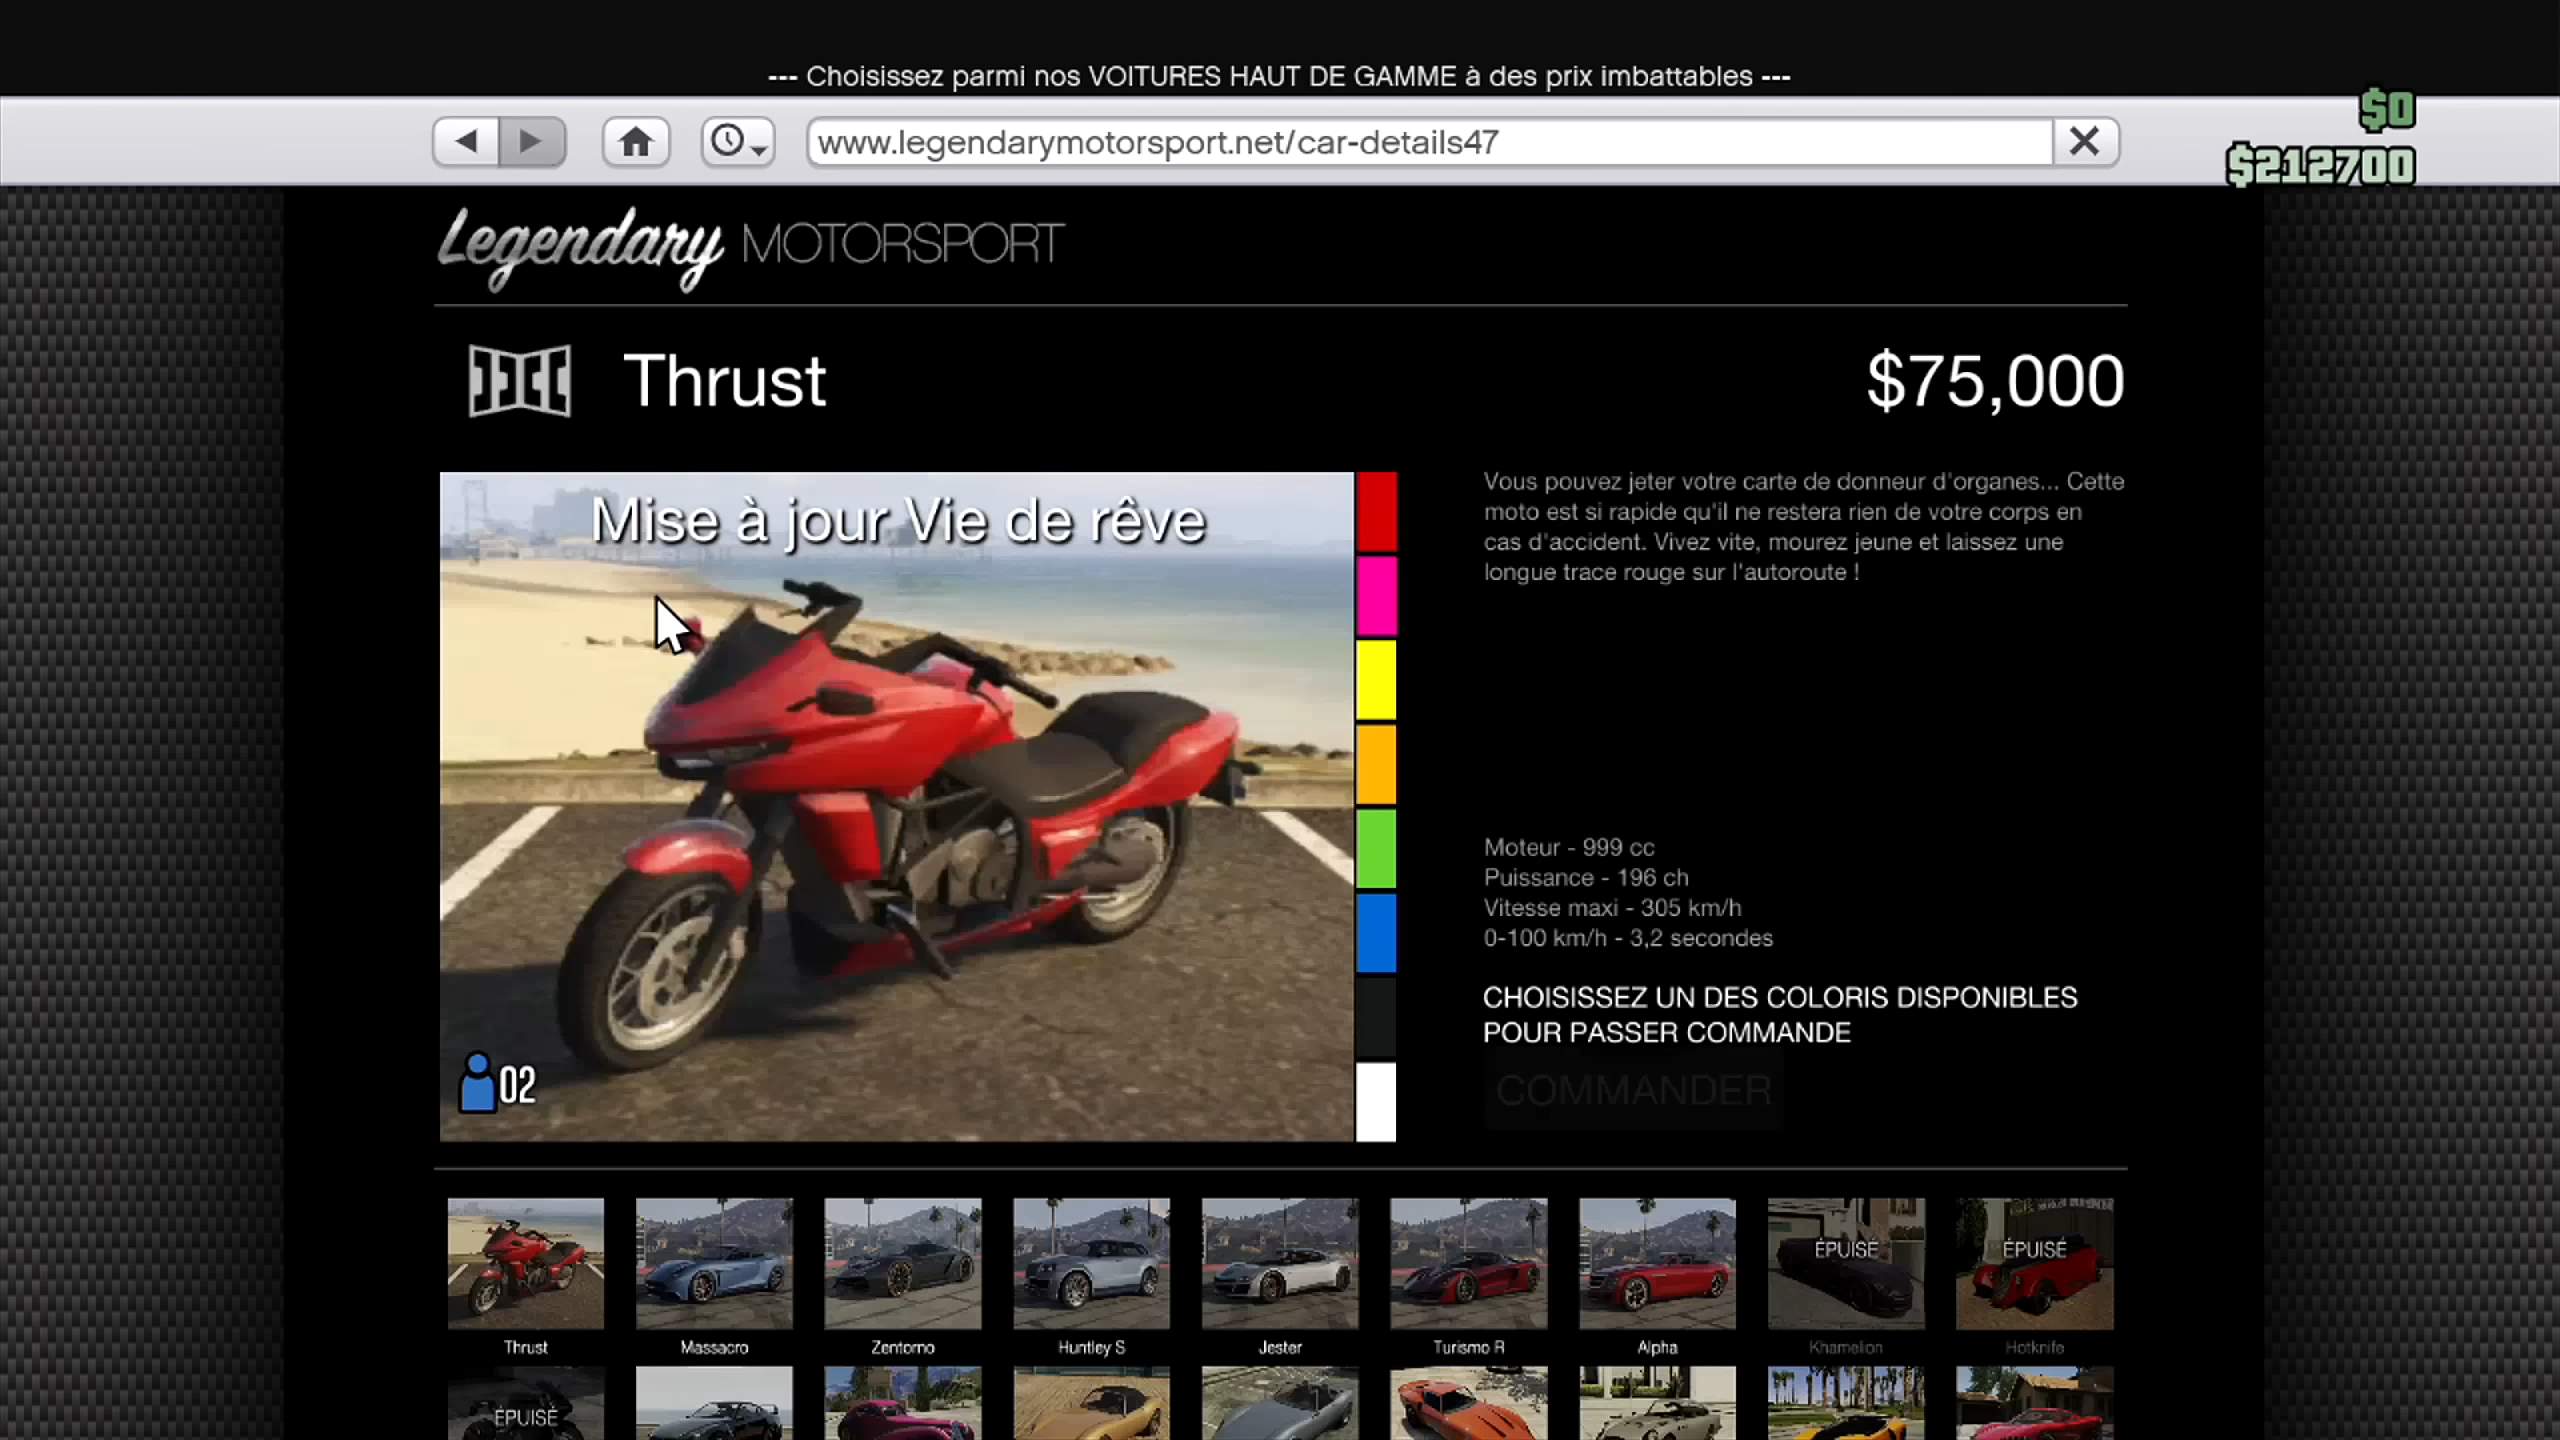 --- Choisissez parmi nos VOITURES HAUT DE GAMME à des prix imbattables ---
$0
www.legendarymotorsport.net/car-details47
$212700
Legendary MOTORSPORT
Thrust
$75,000
Mise à jour Vie de rêve
02
Vous pouvez jeter votre carte de donneur d'organes... Cette
moto est si rapide qu'il ne restera rien de votre corps en
cas d'accident. Vivez vite, mourez jeune et laissez une
longue trace rouge sur l'autoroute !
Moteur - 999 cc
Puissance - 196 ch
Vitesse maxi - 305 km/h
0-100 km/h - 3,2 secondes
CHOISISSEZ UN DES COLORIS DISPONIBLES
POUR PASSER COMMANDE
COMMANDER
ÉPUISÉ
ÉPUISÉ
Thrust
Massacro
Zentorno
Huntley S
Jester
Turismo R
Alpha
Khamelion
Hotknife
ÉPUISÉ